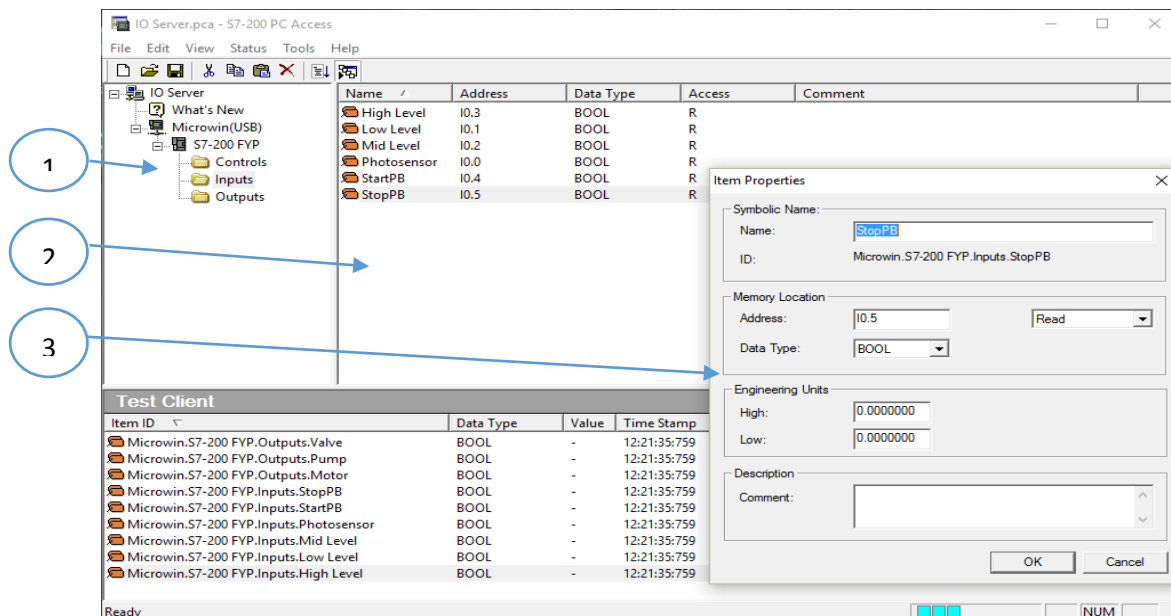 IO Server.pca - S7-200 PC Access
File Edit View Status Tools Help
IO Server
What's New
Microwin(USB)
S7-200 FYP
Controls
Inputs
Outputs
Name Address Data Type Access Comment
High Level I0.3 BOOL R
Low Level I0.1 BOOL R
Mid Level I0.2 BOOL R
Photosensor I0.0 BOOL R
StartPB I0.4 BOOL R
StopPB I0.5 BOOL R
1
2
3
Item Properties
Symbolic Name:
Name: StopPB
ID: Microwin.S7-200 FYP.Inputs.StopPB
Memory Location
Address: I0.5 Read
Data Type: BOOL
Engineering Units
High: 0.0000000
Low: 0.0000000
Description
Comment:
OK Cancel
Test Client
Item ID Data Type Value Time Stamp
Microwin.S7-200 FYP.Outputs.Valve BOOL - 12:21:35:759
Microwin.S7-200 FYP.Outputs.Pump BOOL - 12:21:35:759
Microwin.S7-200 FYP.Outputs.Motor BOOL - 12:21:35:759
Microwin.S7-200 FYP.Inputs.StopPB BOOL - 12:21:35:759
Microwin.S7-200 FYP.Inputs.StartPB BOOL - 12:21:35:759
Microwin.S7-200 FYP.Inputs.Photosensor BOOL - 12:21:35:759
Microwin.S7-200 FYP.Inputs.Mid Level BOOL - 12:21:35:759
Microwin.S7-200 FYP.Inputs.Low Level BOOL - 12:21:35:759
Microwin.S7-200 FYP.Inputs.High Level BOOL - 12:21:35:759
Ready NUM